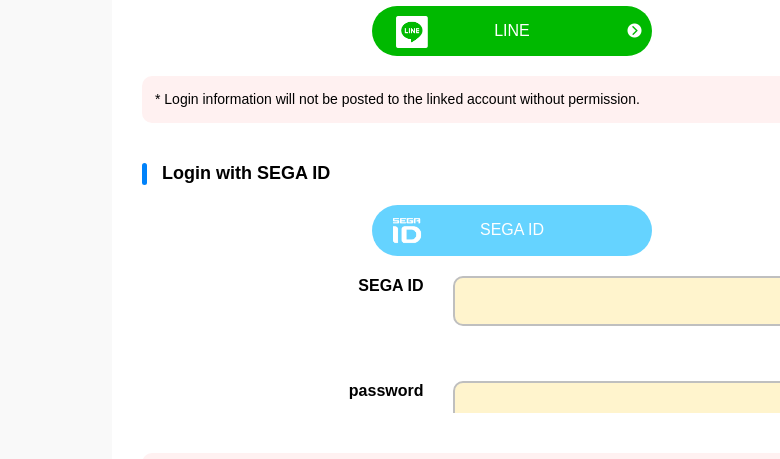 LINE LINE
* Login information will not be posted to the linked account without permission.
Login with SEGA ID
SEGA ID SEGA ID
SEGA ID
password